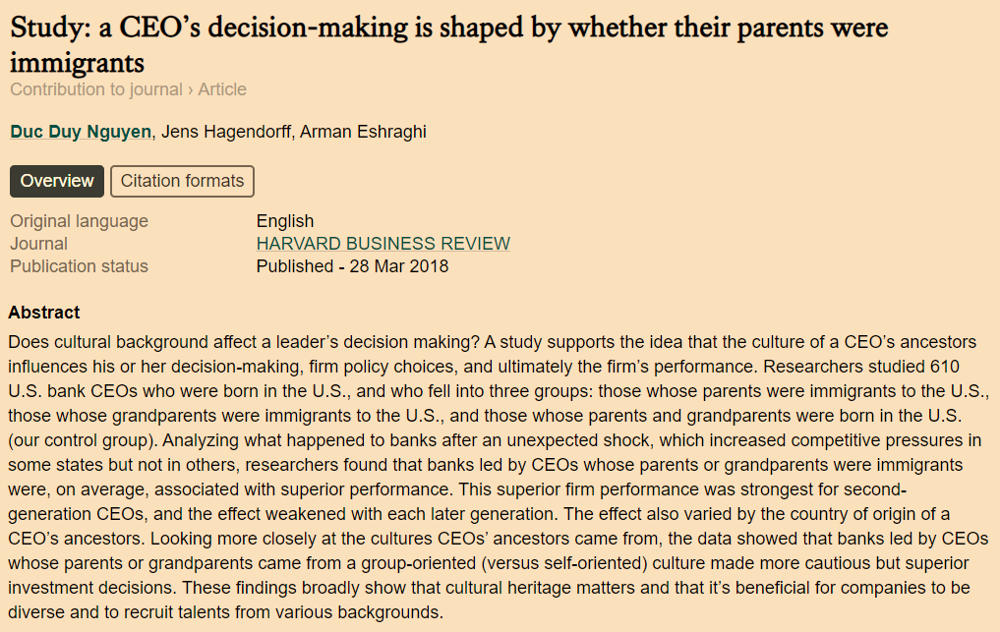 Study: a CEO’s decision-making is shaped by whether their parents were
immigrants
Contribution to journal › Article
Duc Duy Nguyen, Jens Hagendorff, Arman Eshraghi
Overview Citation formats
Original language English
Journal HARVARD BUSINESS REVIEW
Publication status Published - 28 Mar 2018
Abstract
Does cultural background affect a leader’s decision making? A study supports the idea that the culture of a CEO’s ancestors
influences his or her decision-making, firm policy choices, and ultimately the firm’s performance. Researchers studied 610
U.S. bank CEOs who were born in the U.S., and who fell into three groups: those whose parents were immigrants to the U.S.,
those whose grandparents were immigrants to the U.S., and those whose parents and grandparents were born in the U.S.
(our control group). Analyzing what happened to banks after an unexpected shock, which increased competitive pressures in
some states but not in others, researchers found that banks led by CEOs whose parents or grandparents were immigrants
were, on average, associated with superior performance. This superior firm performance was strongest for second-
generation CEOs, and the effect weakened with each later generation. The effect also varied by the country of origin of a
CEO’s ancestors. Looking more closely at the cultures CEOs’ ancestors came from, the data showed that banks led by CEOs
whose parents or grandparents came from a group-oriented (versus self-oriented) culture made more cautious but superior
investment decisions. These findings broadly show that cultural heritage matters and that it’s beneficial for companies to be
diverse and to recruit talents from various backgrounds.